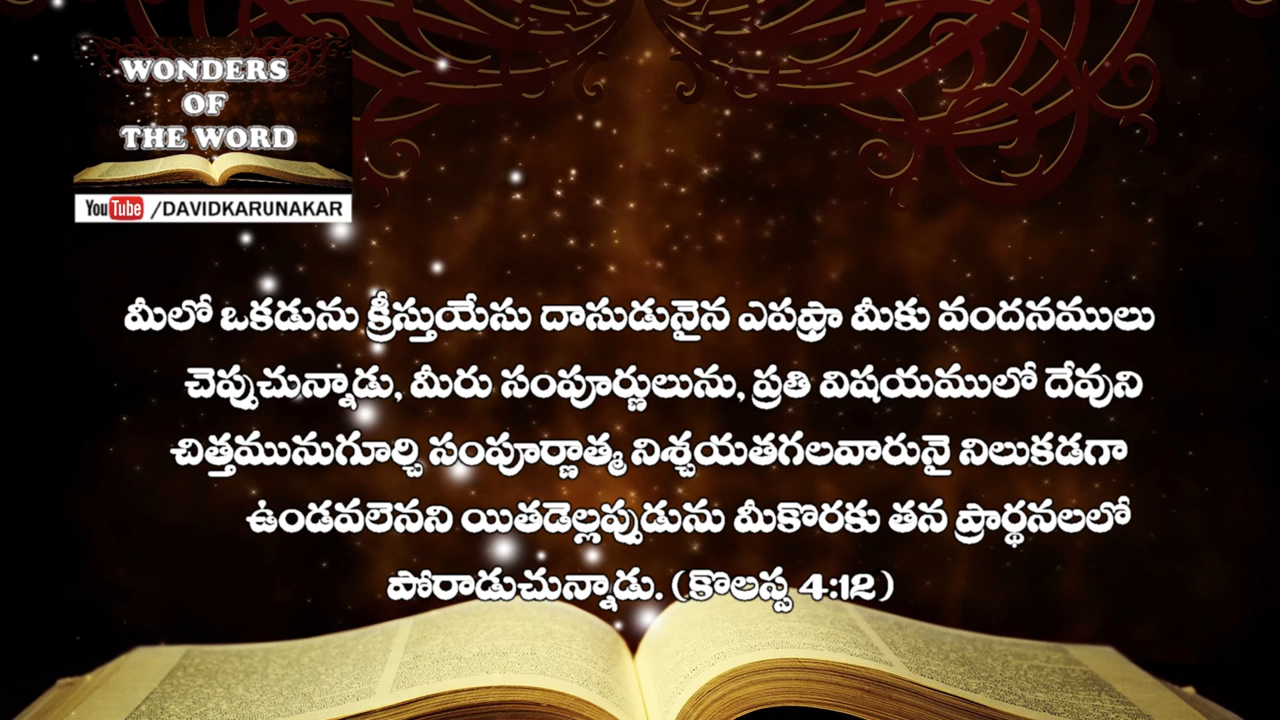 WONDERS
OF
THE WORD
YouTube /DAVIDKARUNAKAR
మీలో ఒకడును క్రీస్తుయేసు దాసుడునైన ఎపఫ్రా మీకు వందనములు
చెప్పుచున్నాడు, మీరు సంపూర్ణులును, ప్రతి విషయములో దేవుని
చిత్తమునుగూర్చి సంపూర్ణాత్మ నిశ్చయతగలవారునై నిలుకడగా
ఉండవలెనని యితడెల్లప్పుడును మీకొరకు తన ప్రార్థనలలో
పోరాడుచున్నాడు. (కొలస్స 4:12)